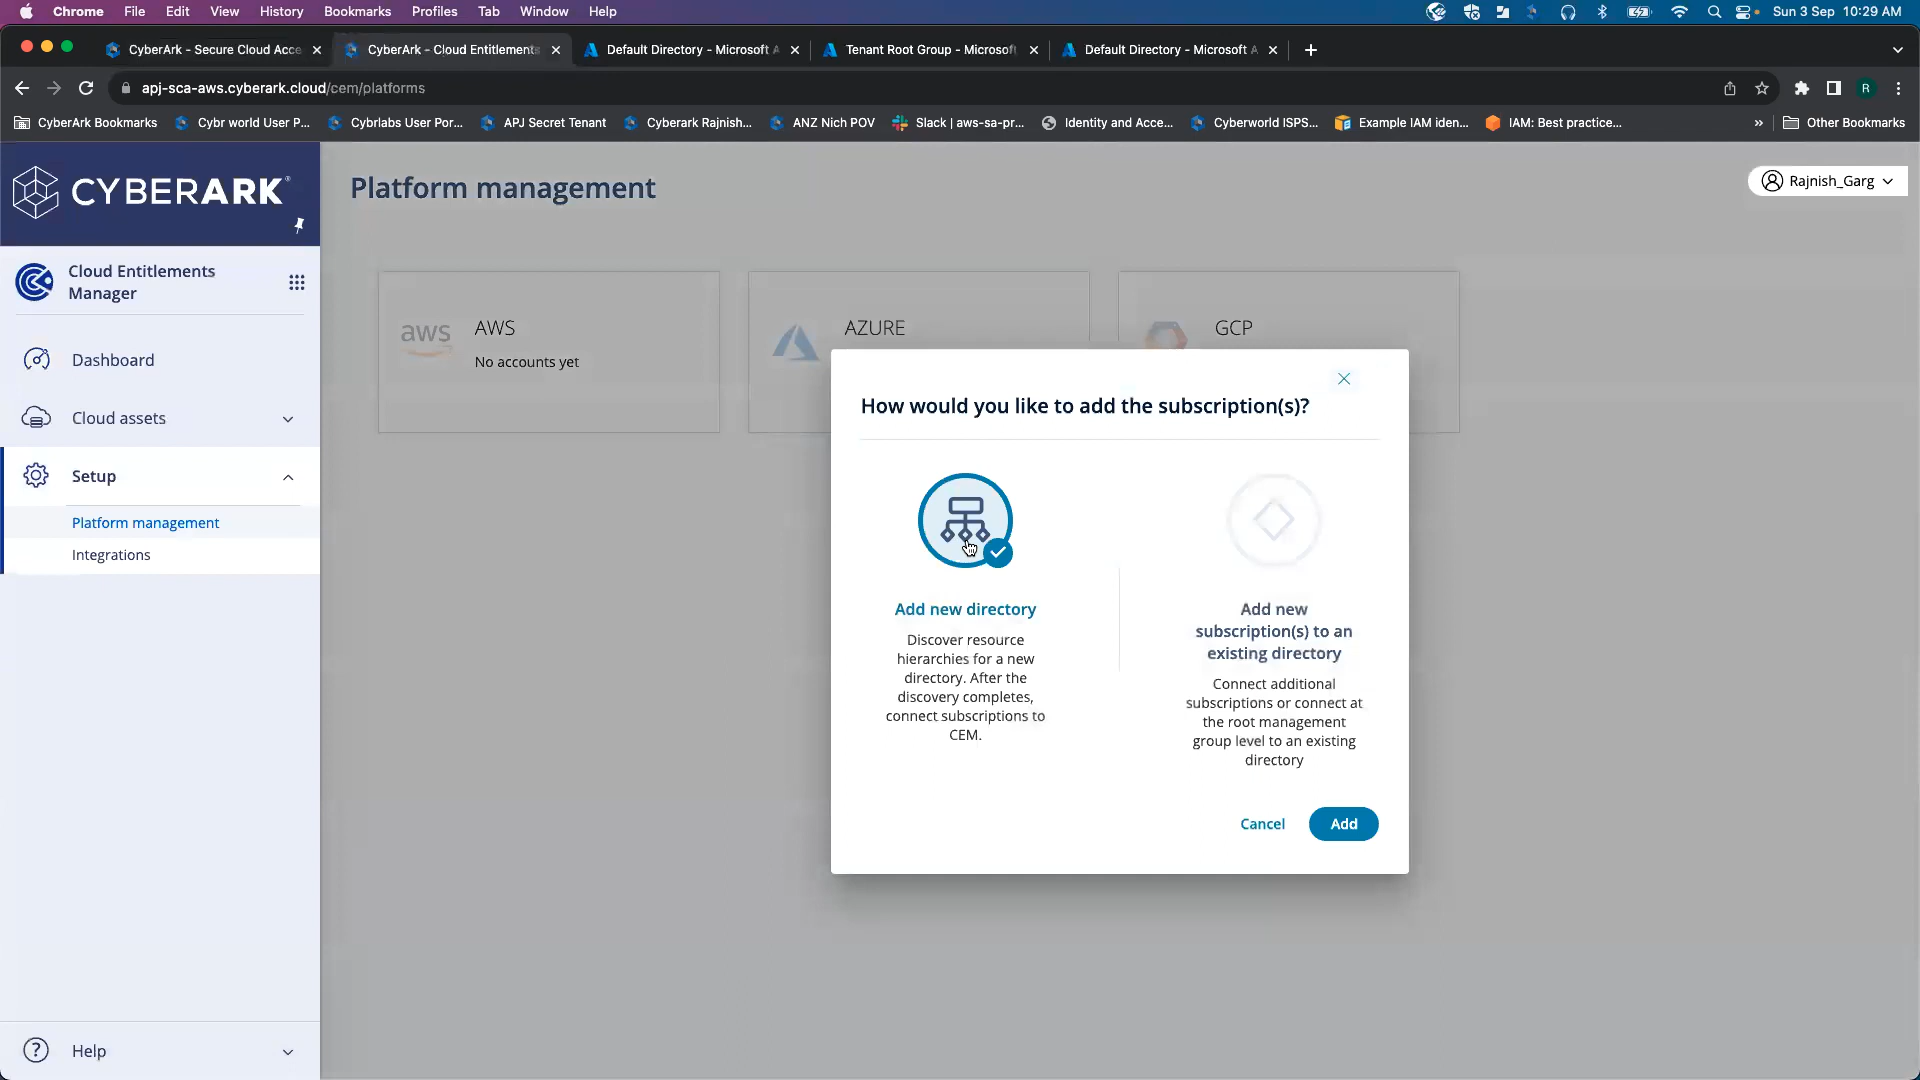 Chrome File Edit View History Bookmarks Profiles Tab Window Help Sun 3 Sep 10:29 AM
CyberArk - Secure Cloud Acce CyberArk - Cloud Entitlements Default Directory - Microsoft A Tenant Root Group - Microsoft Default Directory - Microsoft A
apj-sca-aws.cyberark.cloud/cem/platforms R
CyberArk Bookmarks Cybr world User P... Cybrlabs User Por... APJ Secret Tenant Cyberark Rajnish... ANZ Nich POV Slack | aws-sa-pr... Identity and Acce... Cyberworld ISPS... Example IAM iden... IAM: Best practice... » Other Bookmarks
CYBERARK®
Platform management
Rajnish_Garg
Cloud Entitlements
Manager
Dashboard
Cloud assets
Setup
Platform management
Integrations
Help
aws
AWS
No accounts yet
AZURE
GCP
How would you like to add the subscription(s)?
Add new directory
Discover resource
hierarchies for a new
directory. After the
discovery completes,
connect subscriptions to
CEM.
Add new
subscription(s) to an
existing directory
Connect additional
subscriptions or connect at
the root management
group level to an existing
directory
Cancel Add